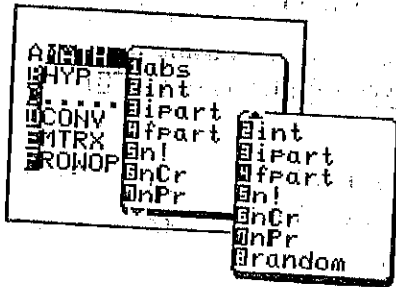 A MATH
B HYP
C .....
D CONV
E MTRX
F ROWOP
1 abs
2 int
3 ipart
4 fpart
5 n!
6 nCr
7 nPr
2 int
3 ipart
4 fpart
5 n!
6 nCr
7 nPr
8 random